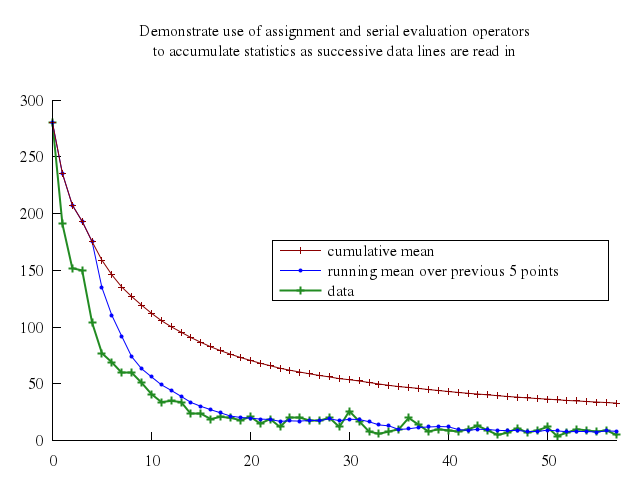 Demonstrate use of assignment and serial evaluation operators
to accumulate statistics as successive data lines are read in
300
250
200
150
100
50
0
cumulative mean
running mean over previous 5 points
data
0 10 20 30 40 50